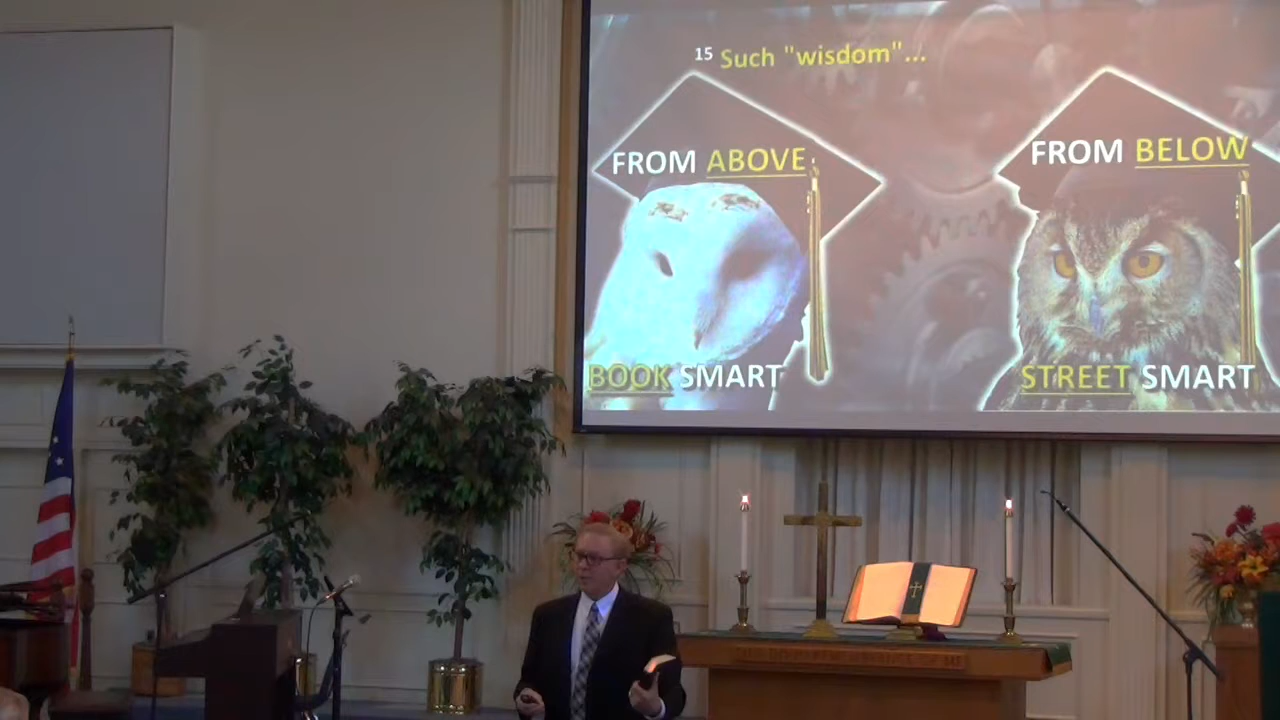 15 Such "wisdom"...
FROM ABOVE
FROM BELOW
BOOK SMART
STREET SMART